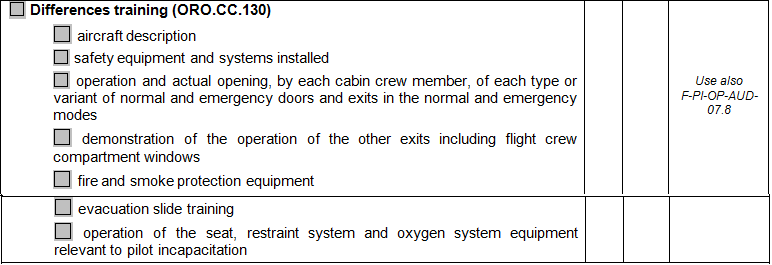 Differences training (ORO.CC.130)
aircraft description
safety equipment and systems installed
operation and actual opening, by each cabin crew member, of each type or
variant of normal and emergency doors and exits in the normal and emergency
modes
demonstration of the operation of the other exits including flight crew
compartment windows
fire and smoke protection equipment
Use also
F-PI-OP-AUD-
07.8
evacuation slide training
operation of the seat, restraint system and oxygen system equipment
relevant to pilot incapacitation